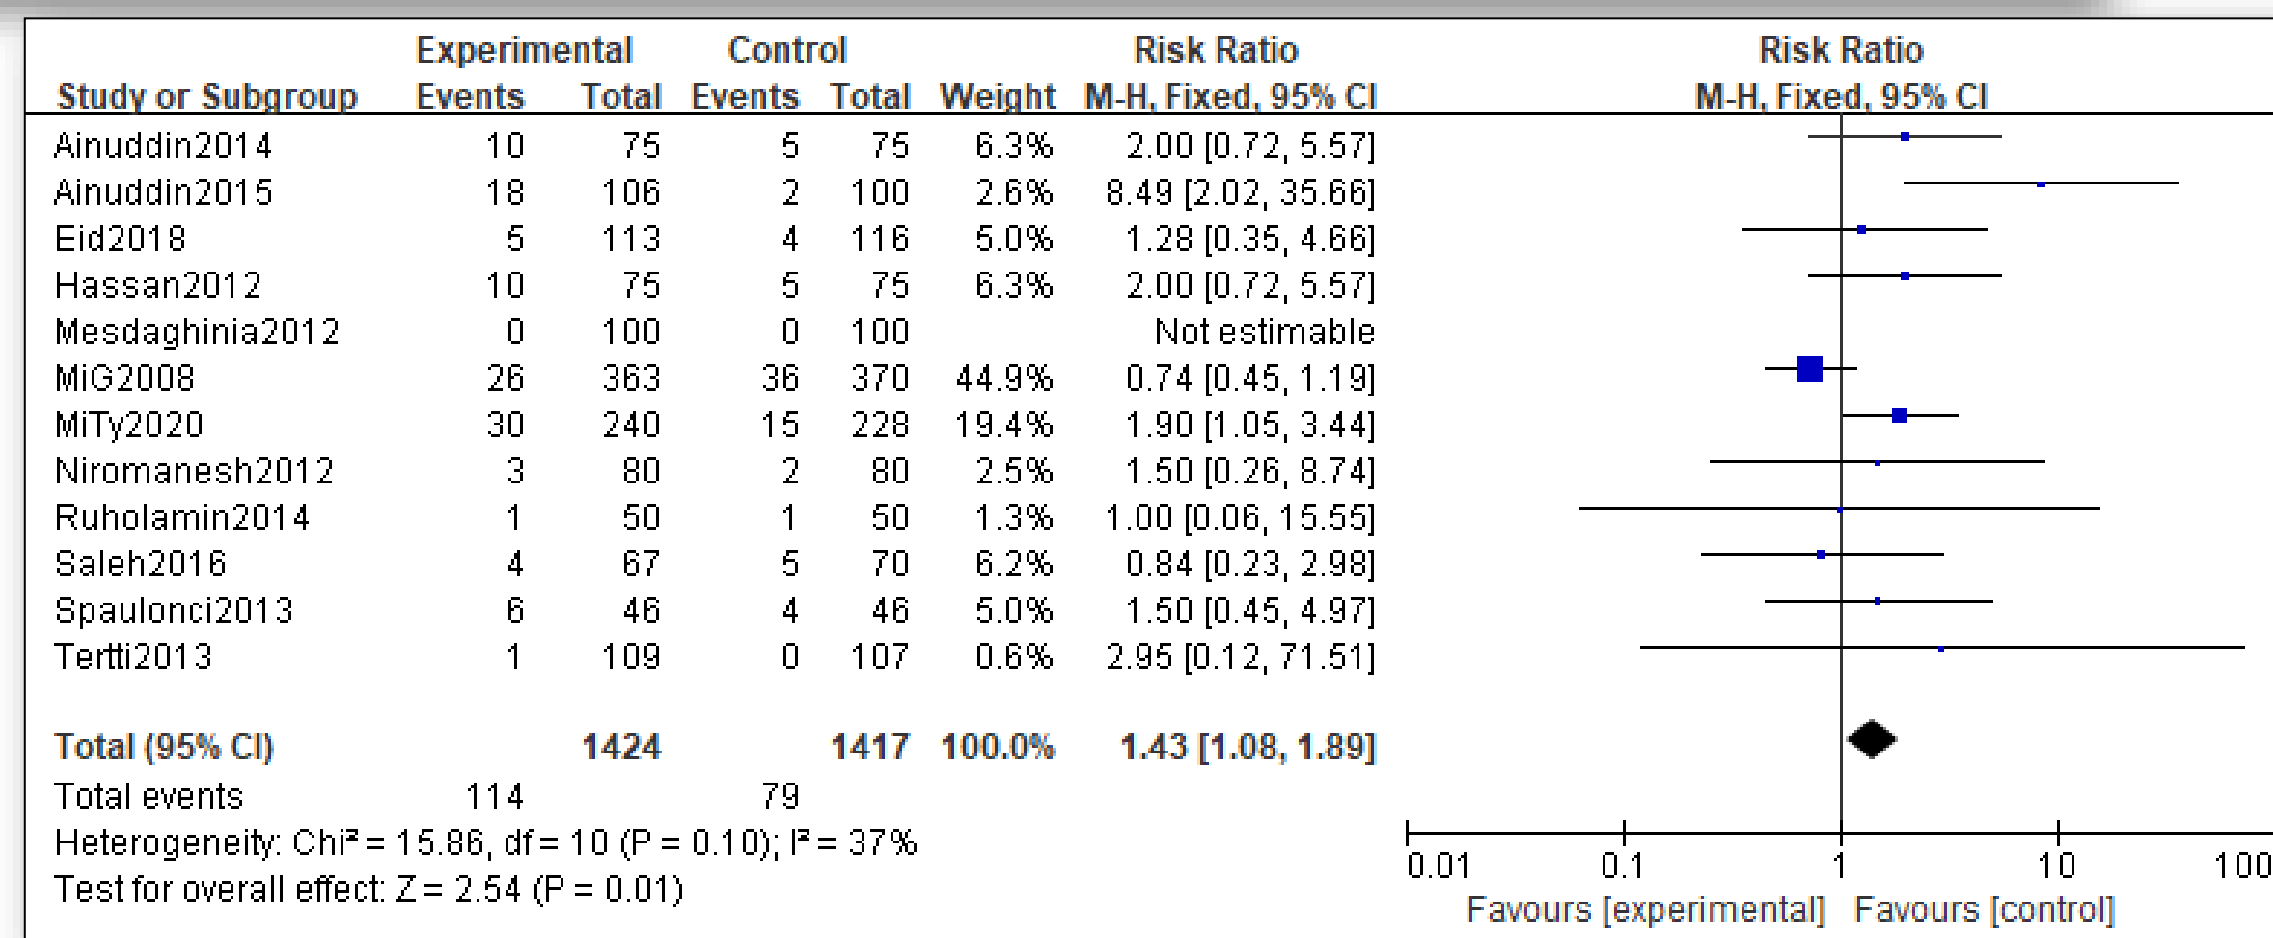 Experimental Control Risk Ratio Risk Ratio
Study or Subgroup Events Total Events Total Weight M-H, Fixed, 95% CI M-H, Fixed, 95% CI
Ainuddin2014 10 75 5 75 6.3% 2.00 [0.72, 5.57]
Ainuddin2015 18 106 2 100 2.6% 8.49 [2.02, 35.66]
Eid2018 5 113 4 116 5.0% 1.28 [0.35, 4.66]
Hassan2012 10 75 5 75 6.3% 2.00 [0.72, 5.57]
Mesdaghinia2012 0 100 0 100 Not estimable
MiG2008 26 363 36 370 44.9% 0.74 [0.45, 1.19]
MiTy2020 30 240 15 228 19.4% 1.90 [1.05, 3.44]
Niromanesh2012 3 80 2 80 2.5% 1.50 [0.26, 8.74]
Ruholamin2014 1 50 1 50 1.3% 1.00 [0.06, 15.55]
Saleh2016 4 67 5 70 6.2% 0.84 [0.23, 2.98]
Spaulonci2013 6 46 4 46 5.0% 1.50 [0.45, 4.97]
Tertti2013 1 109 0 107 0.6% 2.95 [0.12, 71.51]
Total (95% CI) 1424 1417 100.0% 1.43 [1.08, 1.89]
Total events 114 79
Heterogeneity: Chi² = 15.86, df = 10 (P = 0.10); I² = 37%
Test for overall effect: Z = 2.54 (P = 0.01)
0.01 0.1 1 10 100
Favours [experimental] Favours [control]